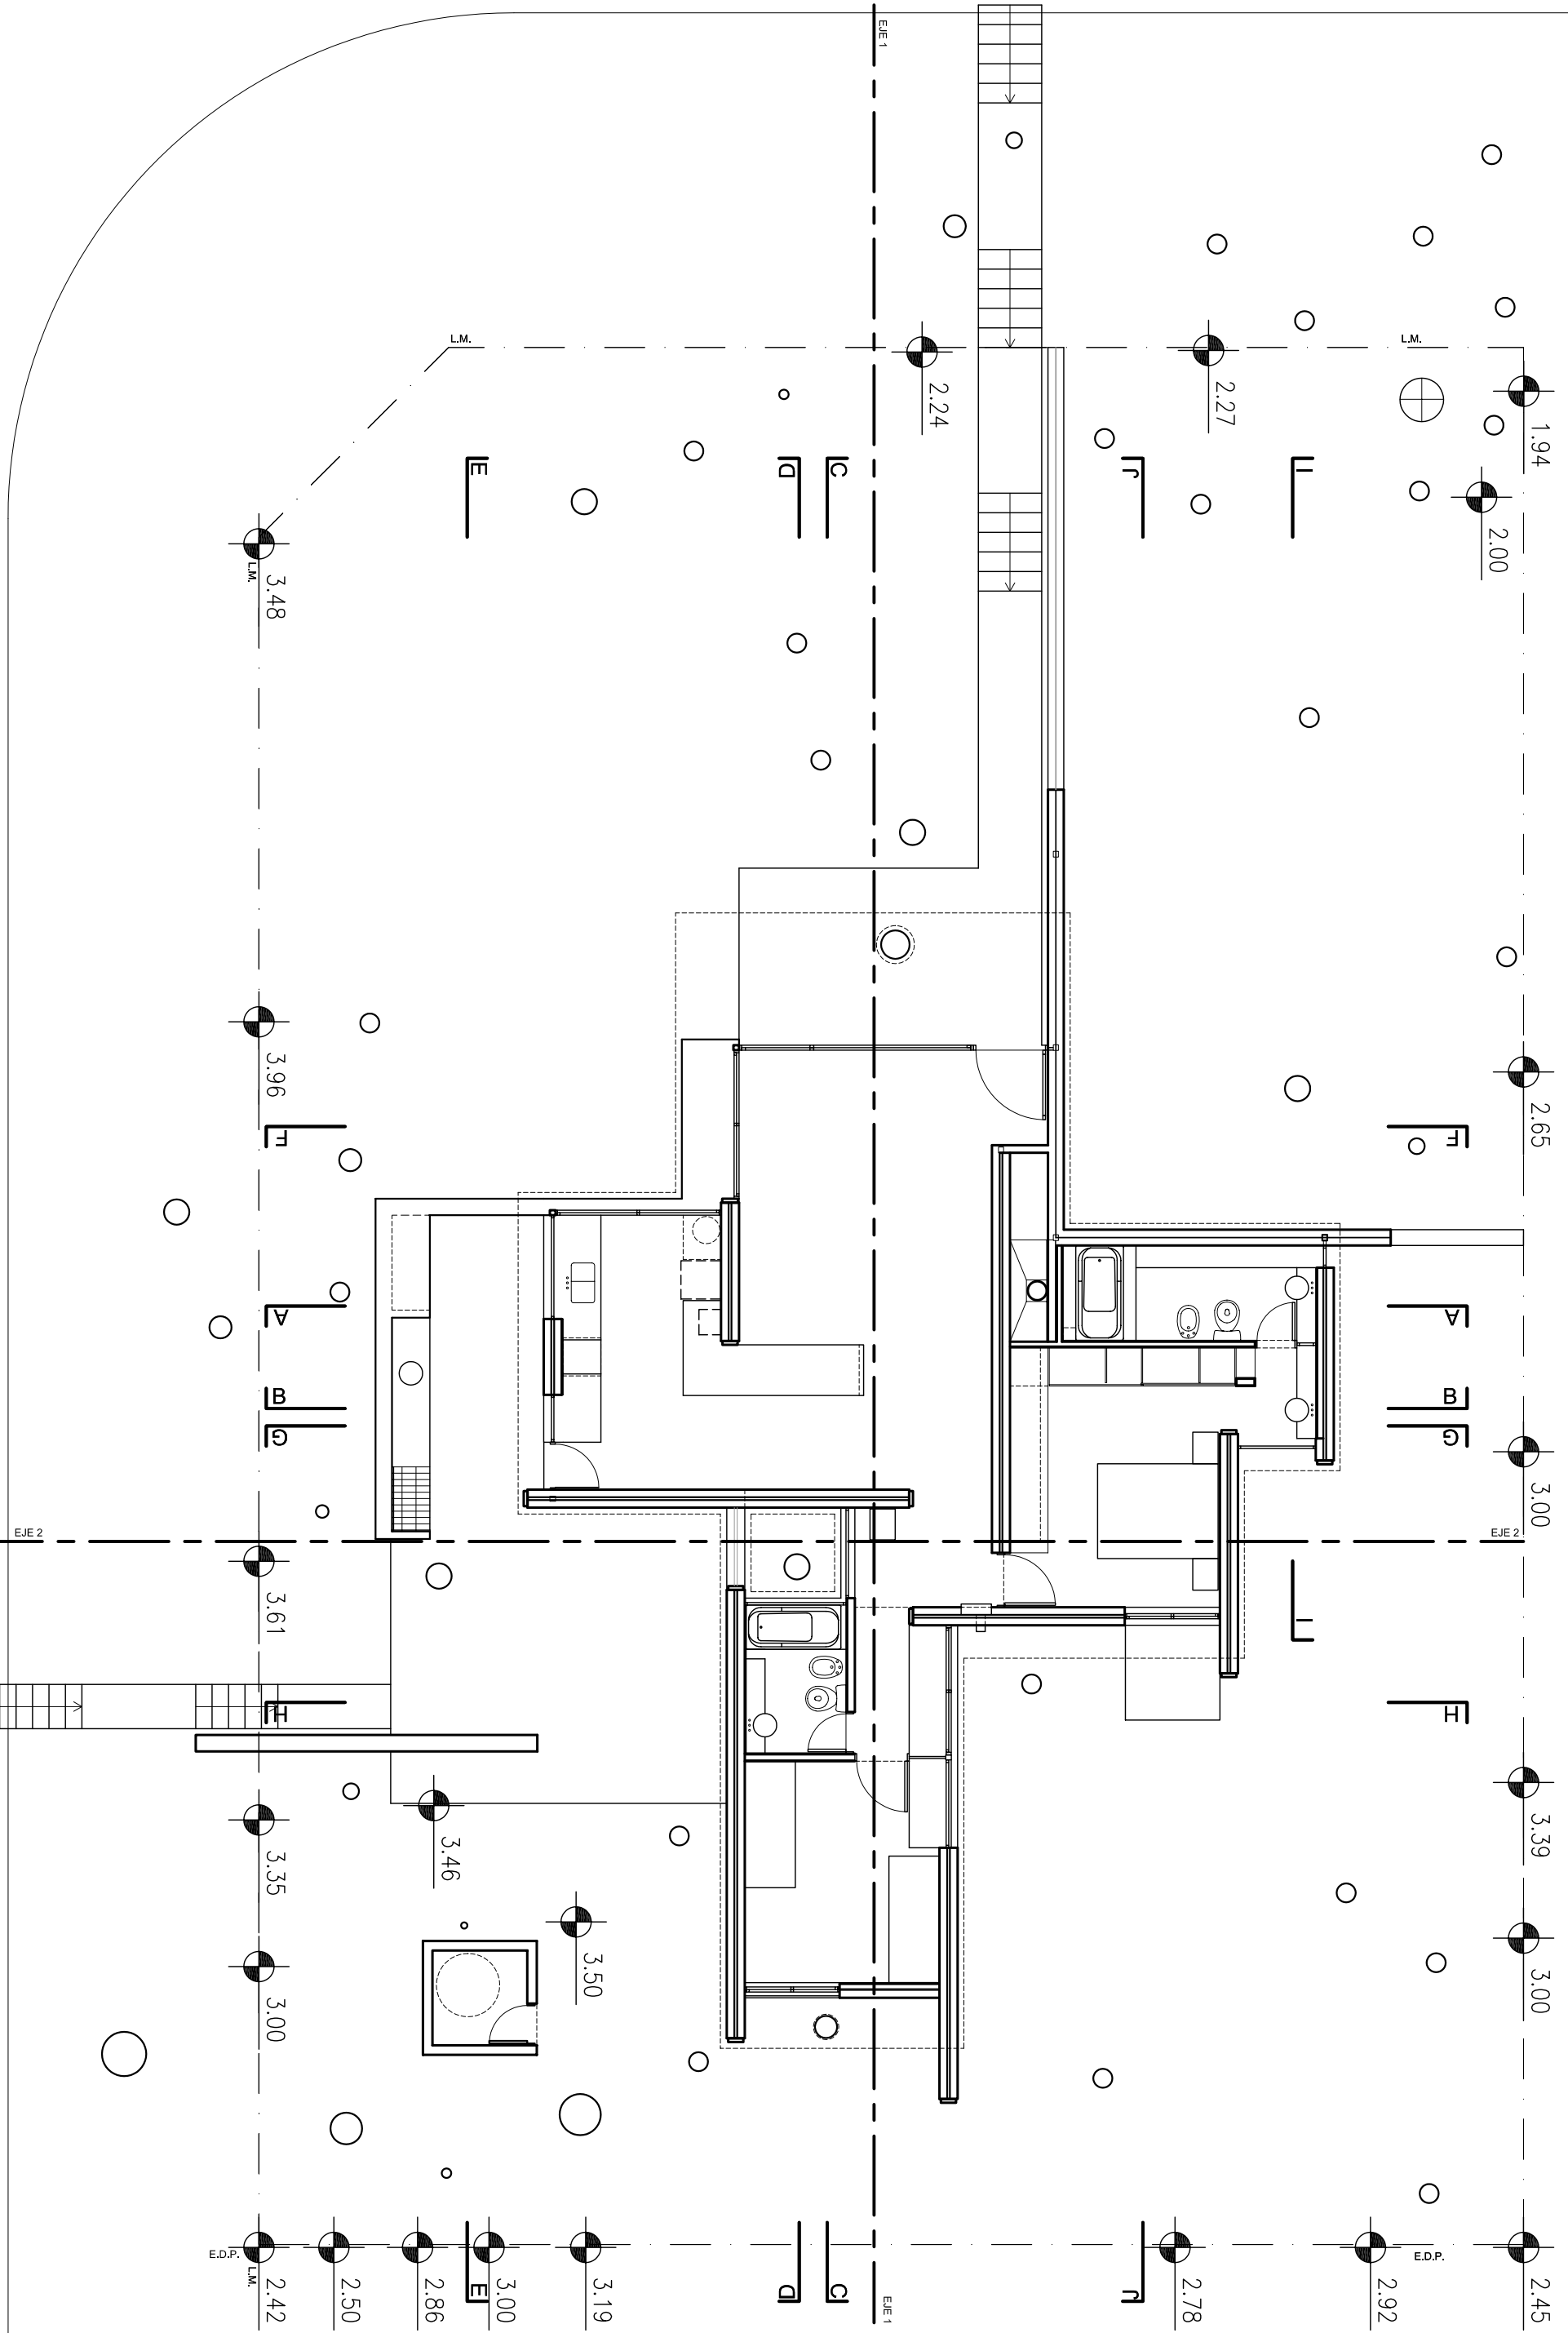 EJE 1
L.M.
L.M.
2.24
2.27
1.94
E
D
C
J
I
2.00
L.M.
3.48
3.96
2.65
F
F
A
A
B
B
G
G
3.00
EJE 2
EJE 2
3.61
I
H
H
3.39
3.46
3.35
3.50
3.00
3.00
E.D.P.
L.M.
E.D.P.
2.42
2.50
2.86
E
3.00
3.19
D
C
EJE 1
J
2.78
2.92
2.45